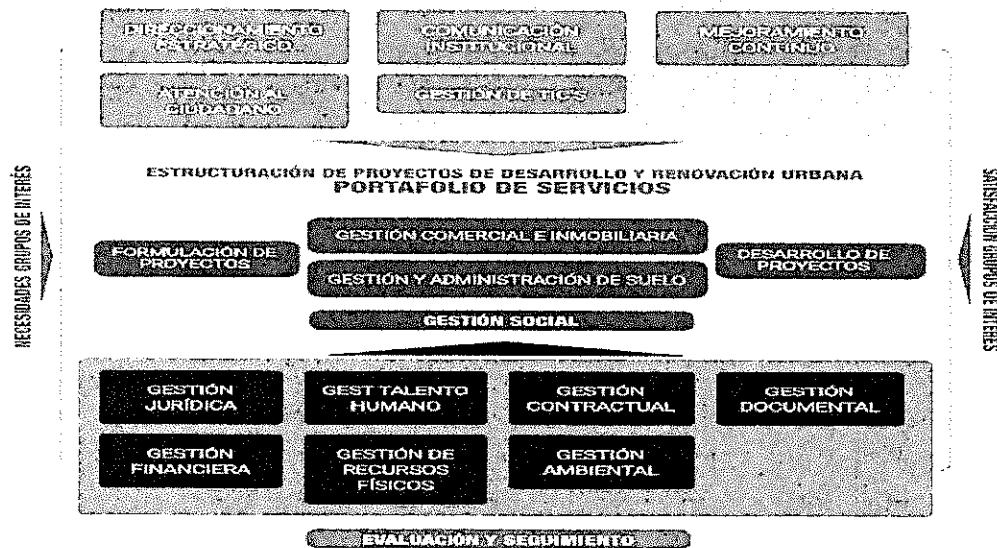 DIRECCIONAMIENTO
ESTRATÉGICO
COMUNICACIÓN
INSTITUCIONAL
MEJORAMIENTO
CONTINUO
ATENCION AL
CIUDADANO
GESTIÓN DE TIC'S
ESTRUCTURACIÓN DE PROYECTOS DE DESARROLLO Y RENOVACIÓN URBANA
PORTAFOLIO DE SERVICIOS
NECESIDADES GRUPOS DE INTERÉS
FORMULACIÓN DE
PROYECTOS
GESTIÓN COMERCIAL E INMOBILIARIA
GESTIÓN Y ADMINISTRACIÓN DE SUELO
GESTIÓN SOCIAL
DESARROLLO DE
PROYECTOS
SATISFACCION GRUPOS DE INTERÉS
GESTIÓN
JURÍDICA
GEST TALENTO
HUMANO
GESTIÓN
CONTRACTUAL
GESTIÓN
DOCUMENTAL
GESTIÓN
FINANCIERA
GESTIÓN DE
RECURSOS
FÍSICOS
GESTIÓN
AMBIENTAL
EVALUACIÓN Y SEGUIMIENTO